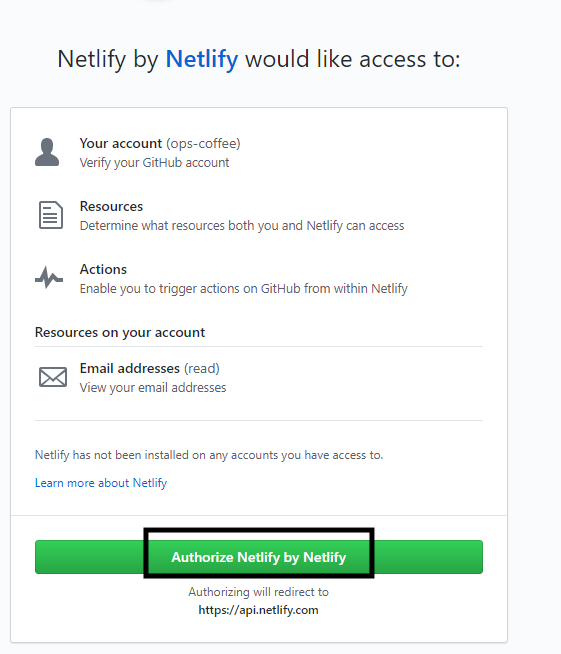 Netlify by Netlify would like access to:
Your account (ops-coffee)
Verify your GitHub account
Resources
Determine what resources both you and Netlify can access
Actions
Enable you to trigger actions on GitHub from within Netlify
Resources on your account
Email addresses (read)
View your email addresses
Netlify has not been installed on any accounts you have access to.
Learn more about Netlify
Authorize Netlify by Netlify
Authorizing will redirect to
https://api.netlify.com